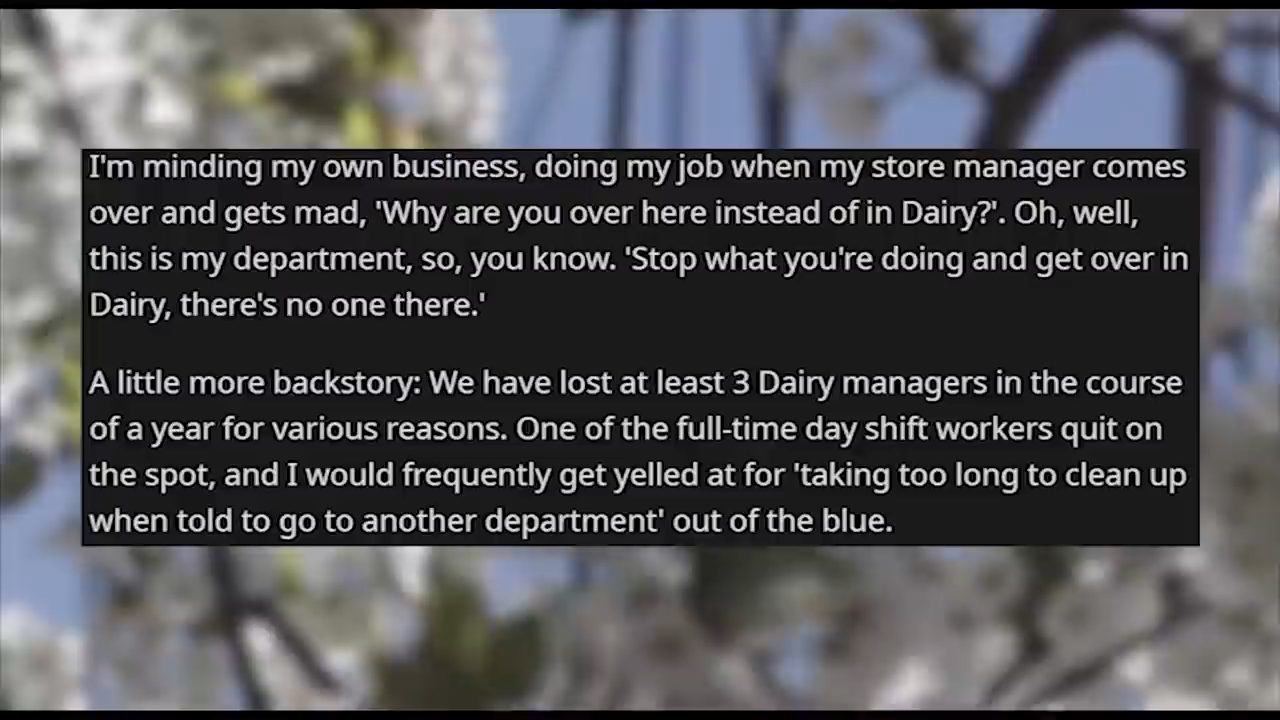 I'm minding my own business, doing my job when my store manager comes
over and gets mad, 'Why are you over here instead of in Dairy?'. Oh, well,
this is my department, so, you know. 'Stop what you're doing and get over in
Dairy, there's no one there.'
A little more backstory: We have lost at least 3 Dairy managers in the course
of a year for various reasons. One of the full-time day shift workers quit on
the spot, and I would frequently get yelled at for 'taking too long to clean up
when told to go to another department' out of the blue.